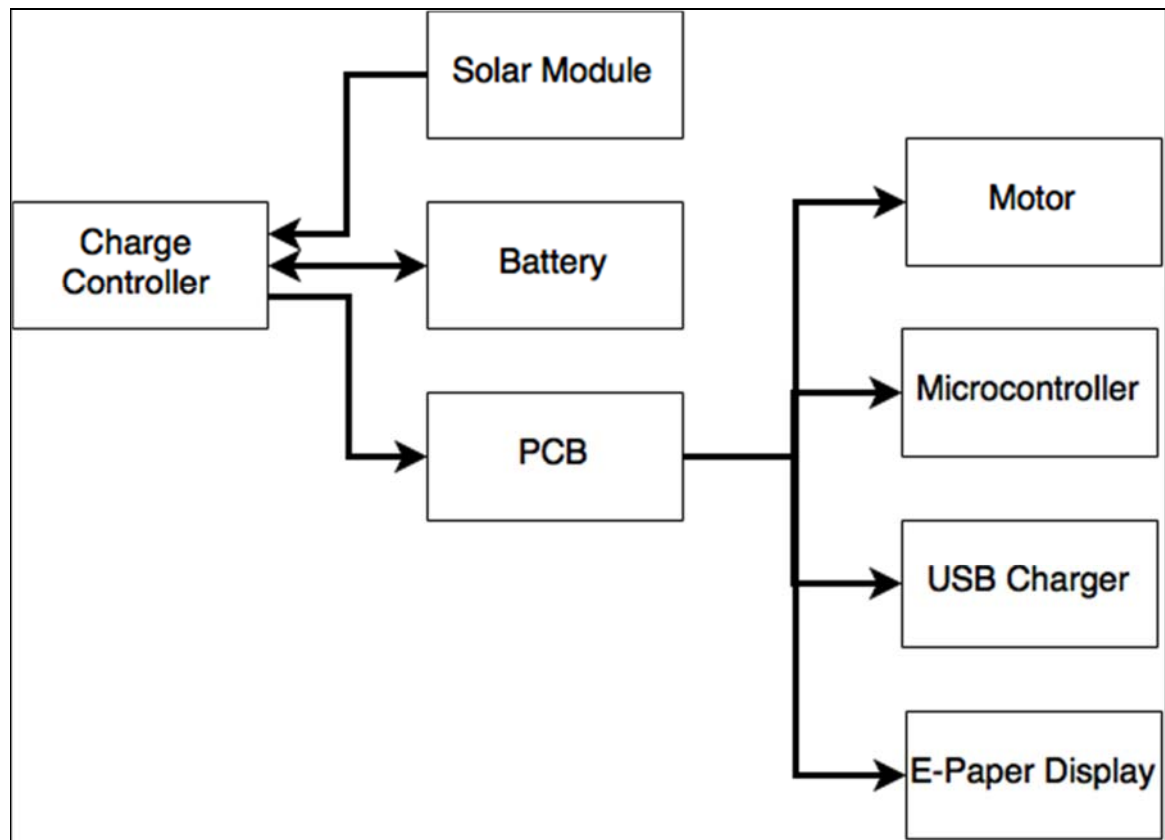 Solar Module
Motor
Charge
Controller
Battery
Microcontroller
PCB
USB Charger
E-Paper Display